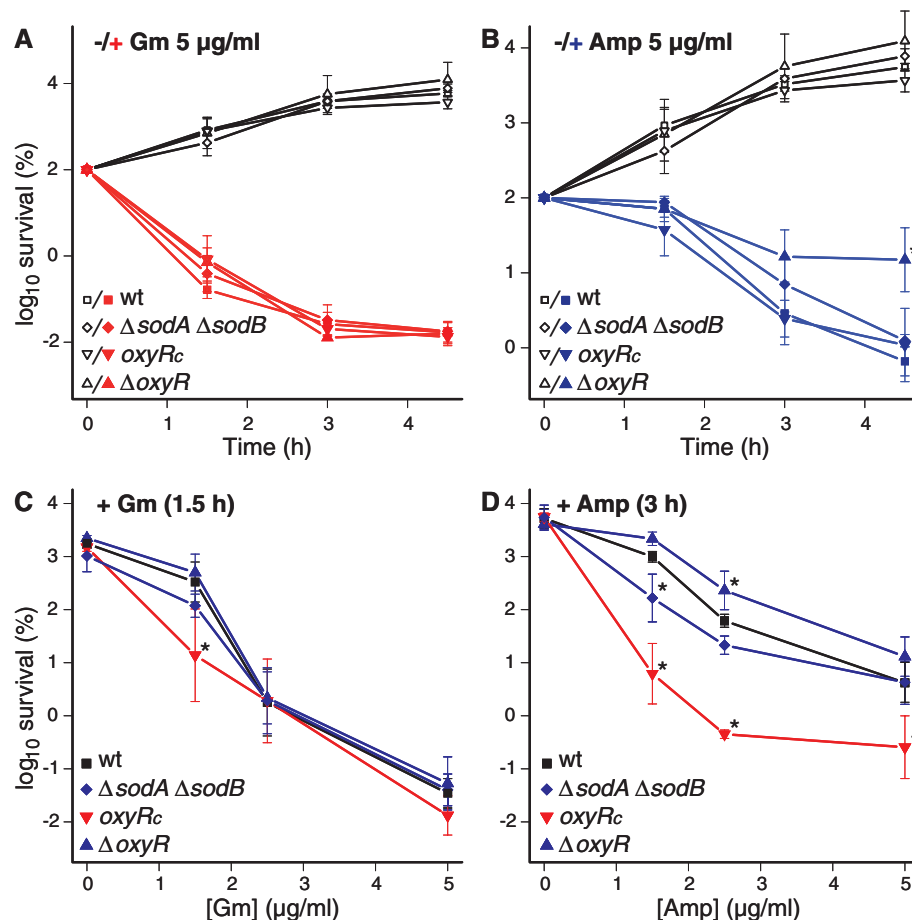 A
-/+ Gm 5 µg/ml
log10 survival (%)
4
2
0
-2
□/■ wt
◇/◆ ΔsodA ΔsodB
▽/▼ oxyRc
△/▲ ΔoxyR
0 1 2 3 4
Time (h)
B
-/+ Amp 5 µg/ml
4
3
2
1
0
*
□/■ wt
◇/◆ ΔsodA ΔsodB
▽/▼ oxyRc
△/▲ ΔoxyR
0 1 2 3 4
Time (h)
C
+ Gm (1.5 h)
log10 survival (%)
4
3
2
1
0
-1
-2
*
■ wt
◆ ΔsodA ΔsodB
▼ oxyRc
▲ ΔoxyR
0 1 2 3 4 5
[Gm] (µg/ml)
D
+ Amp (3 h)
4
3
2
1
0
-1
-2
*
*
*
*
■ wt
◆ ΔsodA ΔsodB
▼ oxyRc
▲ ΔoxyR
0 1 2 3 4 5
[Amp] (µg/ml)